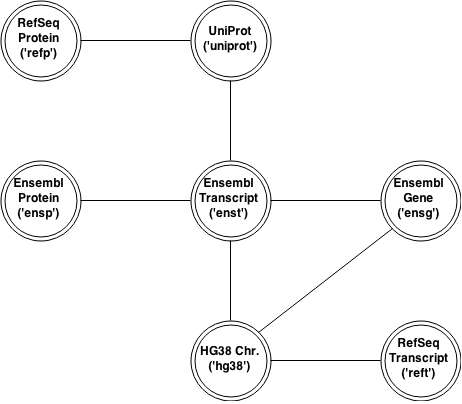 RefSeq
Protein
('refp')
UniProt
('uniprot')
Ensembl
Protein
('ensp')
Ensembl
Transcript
('enst')
Ensembl
Gene
('ensg')
HG38 Chr.
('hg38')
RefSeq
Transcript
('reft')